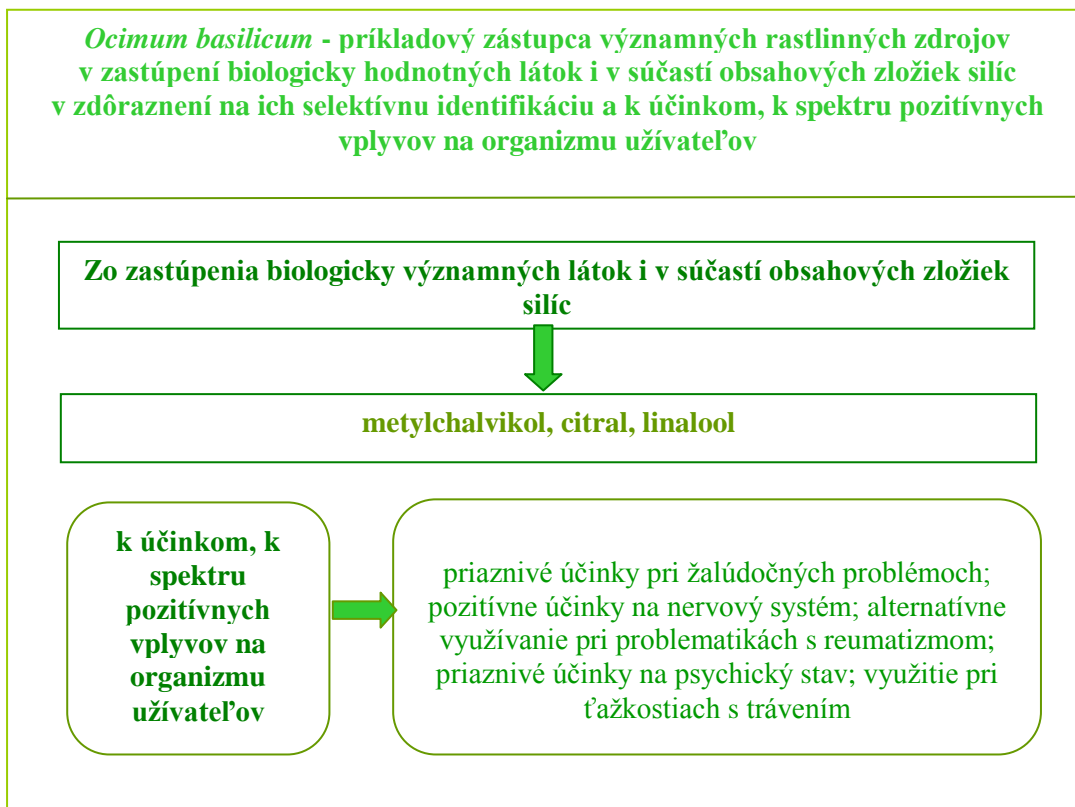 Ocimum basilicum - príkladový zástupca významných rastlinných zdrojov
v zastúpení biologicky hodnotných látok i v súčastí obsahových zložiek silíc
v zdôraznení na ich selektívnu identifikáciu a k účinkom, k spektru pozitívnych
vplyvov na organizmu užívateľov
Zo zastúpenia biologicky významných látok i v súčastí obsahových zložiek
silíc
metylchalvikol, citral, linalool
k účinkom, k
spektru
pozitívnych
vplyvov na
organizmu
užívateľov
priaznivé účinky pri žalúdočných problémoch;
pozitívne účinky na nervový systém; alternatívne
využívanie pri problematikách s reumatizmom;
priaznivé účinky na psychický stav; využitie pri
ťažkostiach s trávením